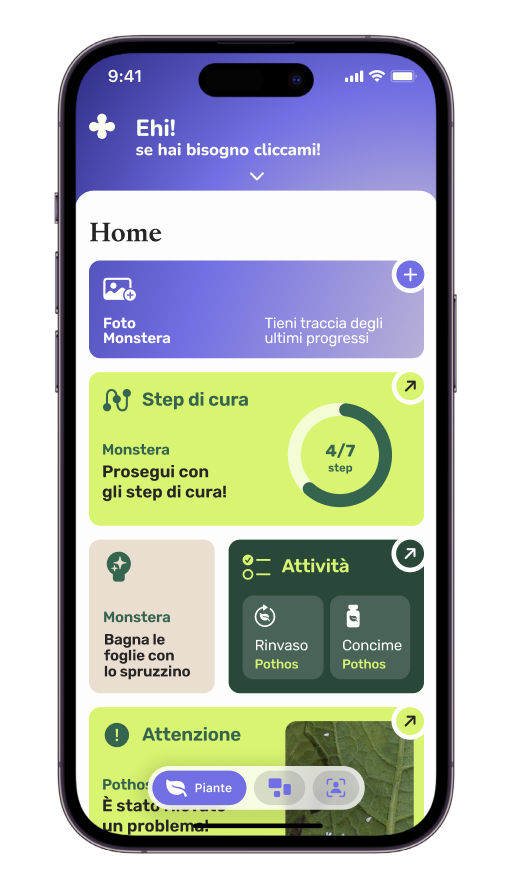 9:41
Ehi!
se hai bisogno cliccami!
Home
Foto
Monstera
Tieni traccia degli
ultimi progressi
Step di cura
Monstera
Prosegui con
gli step di cura!
4/7
step
Monstera
Bagna le
foglie con
lo spruzzino
Attività
Rinvaso
Pothos
Concime
Pothos
Attenzione
Pothos
È stato
un problema!
Piante